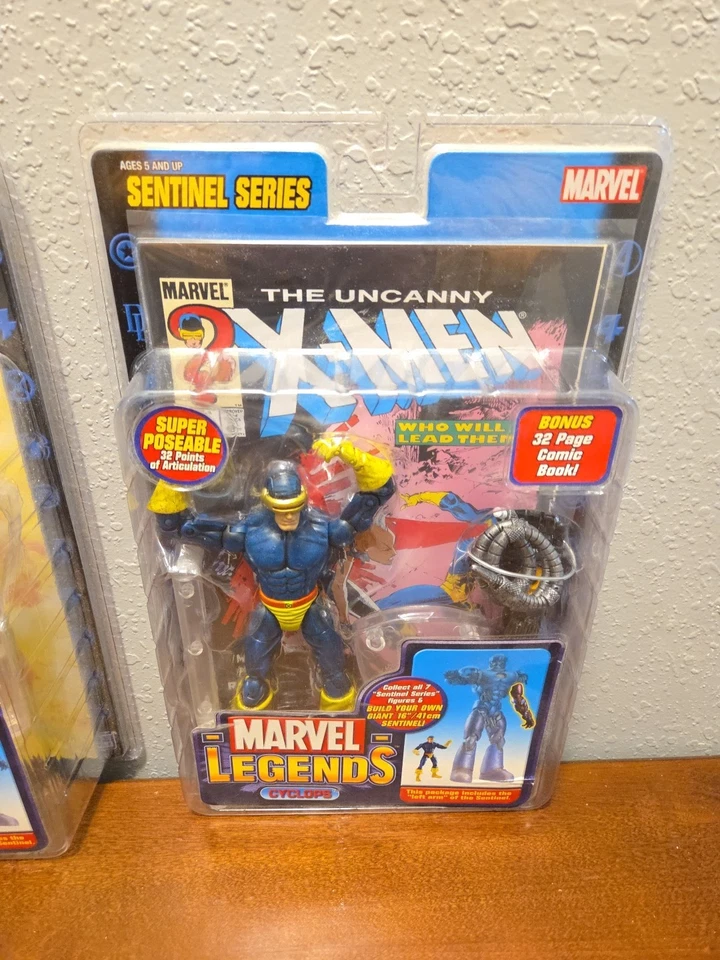 AGES 5 AND UP
SENTINEL SERIES
MARVEL
MARVEL
THE UNCANNY
X-MEN
SUPER
POSEABLE
32 Points
of Articulation
WHO WILL
LEAD THEM
BONUS
32 Page
Comic
Book!
Collect all 7
"Sentinel Series"
figures &
BUILD YOUR OWN
GIANT 16"/41cm
SENTINEL!
MARVEL
LEGENDS
CYCLOPS
This package includes the
"left arm" of the Sentinel.